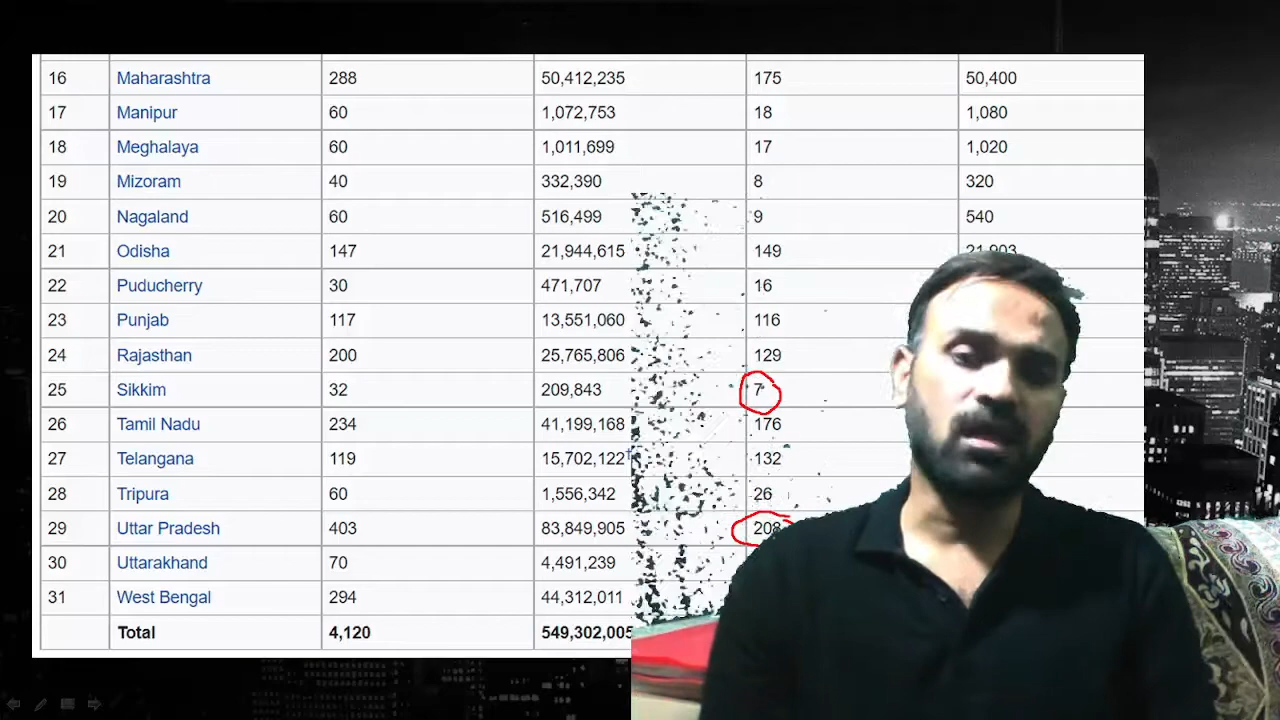 16 Maharashtra 288 50,412,235 175 50,400
17 Manipur 60 1,072,753 18 1,080
18 Meghalaya 60 1,011,699 17 1,020
19 Mizoram 40 332,390 8 320
20 Nagaland 60 516,499 9 540
21 Odisha 147 21,944,615 149 21,903
22 Puducherry 30 471,707 16
23 Punjab 117 13,551,060 116
24 Rajasthan 200 25,765,806 129
25 Sikkim 32 209,843 7
26 Tamil Nadu 234 41,199,168 176
27 Telangana 119 15,702,122 132
28 Tripura 60 1,556,342 26
29 Uttar Pradesh 403 83,849,905 208
30 Uttarakhand 70 4,491,239
31 West Bengal 294 44,312,011
Total 4,120 549,302,005